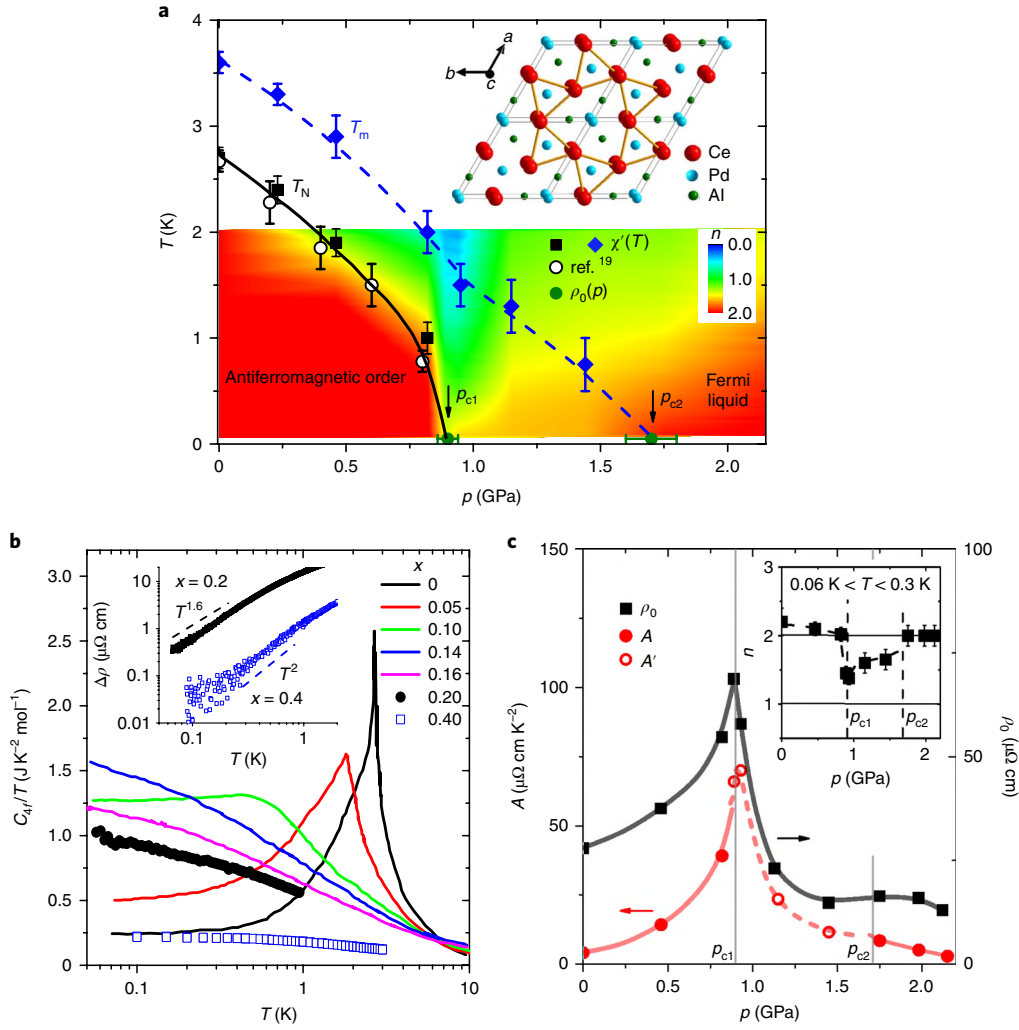 a
4
3
2
1
0
T (K)
0
0.5
1.0
1.5
2.0
p (GPa)
T_m
T_N
a
b
c
Ce
Pd
Al
χ′(T)
ref. 19
ρ0(p)
n
0.0
1.0
2.0
Antiferromagnetic order
p_c1
p_c2
Fermi
liquid
b
3.0
2.5
2.0
1.5
1.0
0.5
0
C4f/T (J K−2 mol−1)
0.1
1
10
T (K)
10
1
0.1
0.01
Δρ (μΩ cm)
0.1
1
T (K)
x = 0.2
T^1.6
T^2
x = 0.4
x
0
0.05
0.10
0.14
0.16
0.20
0.40
c
150
100
50
0
A (μΩ cm K−2)
100
50
0
ρ0 (μΩ cm)
0
0.5
1.0
1.5
2.0
p (GPa)
ρ0
A
A′
p_c1
p_c2
0.06 K < T < 0.3 K
3
2
1
n
0
1
2
p (GPa)
p_c1
p_c2